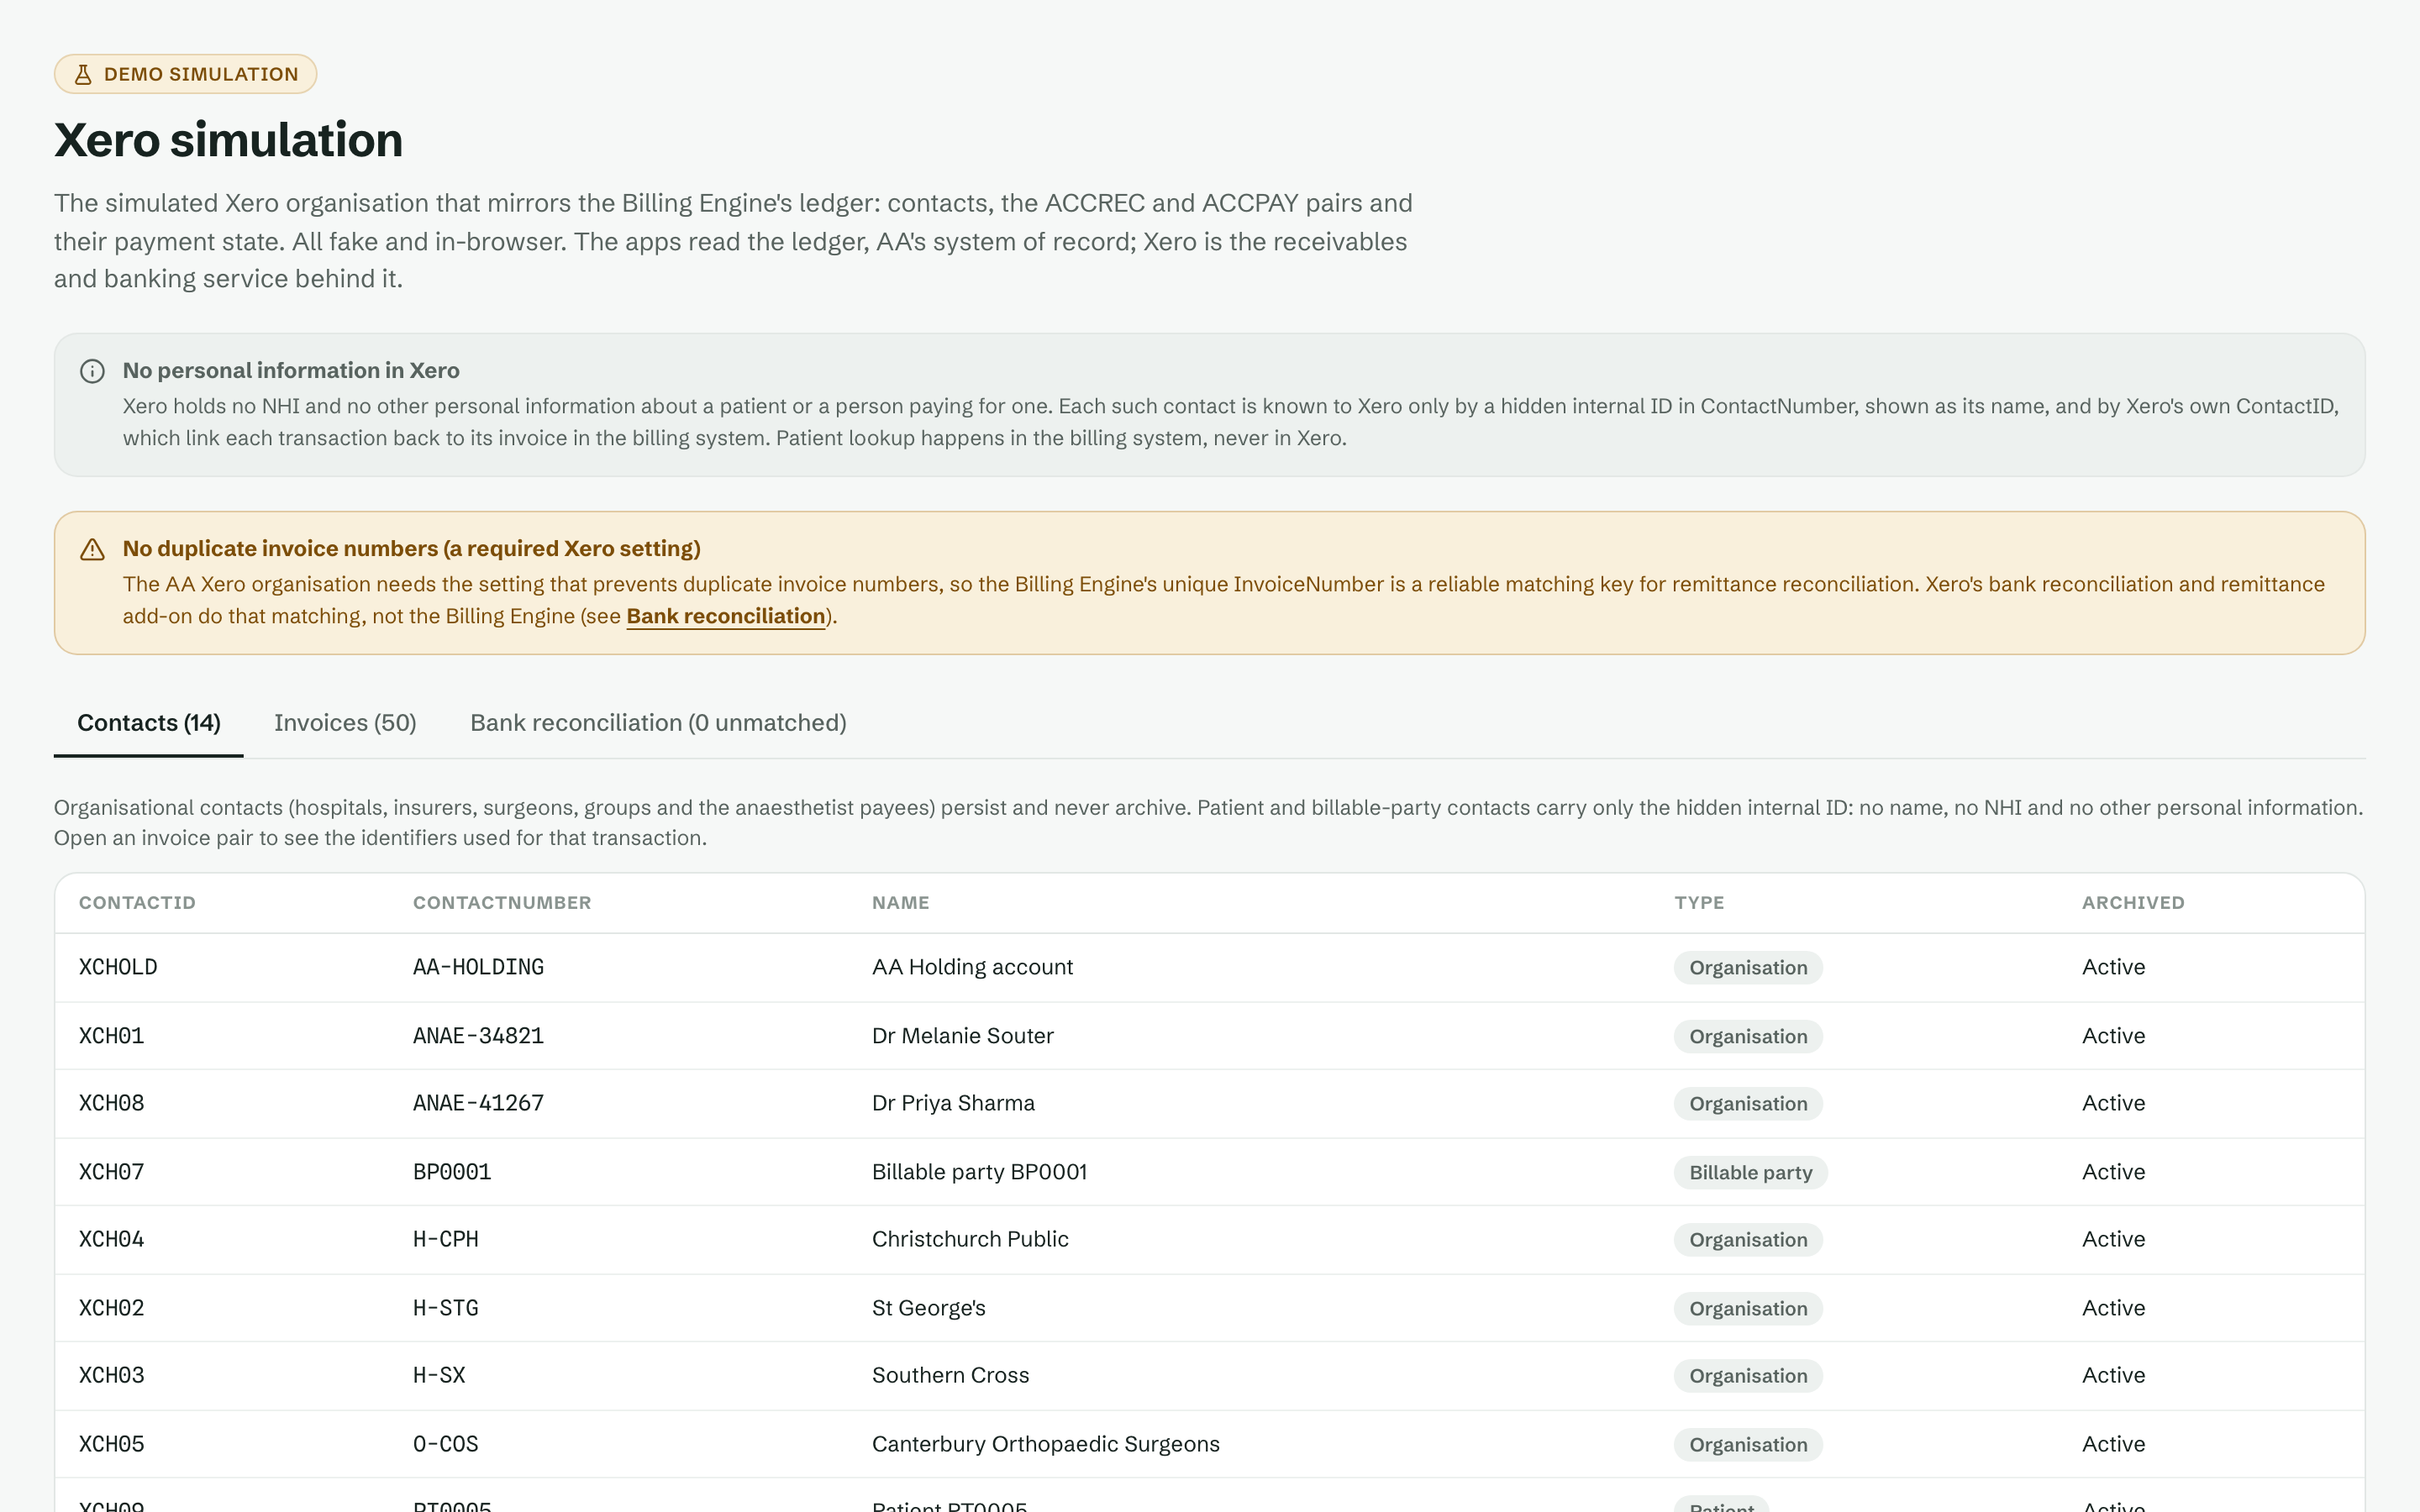 DEMO SIMULATION
Xero simulation
The simulated Xero organisation that mirrors the Billing Engine's ledger: contacts, the ACCREC and ACCPAY pairs and
their payment state. All fake and in-browser. The apps read the ledger, AA's system of record; Xero is the receivables
and banking service behind it.
No personal information in Xero
Xero holds no NHI and no other personal information about a patient or a person paying for one. Each such contact is known to Xero only by a hidden internal ID in ContactNumber, shown as its name, and by Xero's own ContactID,
which link each transaction back to its invoice in the billing system. Patient lookup happens in the billing system, never in Xero.
No duplicate invoice numbers (a required Xero setting)
The AA Xero organisation needs the setting that prevents duplicate invoice numbers, so the Billing Engine's unique InvoiceNumber is a reliable matching key for remittance reconciliation. Xero's bank reconciliation and remittance
add-on do that matching, not the Billing Engine (see Bank reconciliation).
Contacts (14) Invoices (50) Bank reconciliation (0 unmatched)
Organisational contacts (hospitals, insurers, surgeons, groups and the anaesthetist payees) persist and never archive. Patient and billable-party contacts carry only the hidden internal ID: no name, no NHI and no other personal information.
Open an invoice pair to see the identifiers used for that transaction.
CONTACTID CONTACTNUMBER NAME TYPE ARCHIVED
XCHOLD AA-HOLDING AA Holding account Organisation Active
XCH01 ANAE-34821 Dr Melanie Souter Organisation Active
XCH08 ANAE-41267 Dr Priya Sharma Organisation Active
XCH07 BP0001 Billable party BP0001 Billable party Active
XCH04 H-CPH Christchurch Public Organisation Active
XCH02 H-STG St George's Organisation Active
XCH03 H-SX Southern Cross Organisation Active
XCH05 O-COS Canterbury Orthopaedic Surgeons Organisation Active
XCH09 PT0005 Patient PT0005 Patient Active